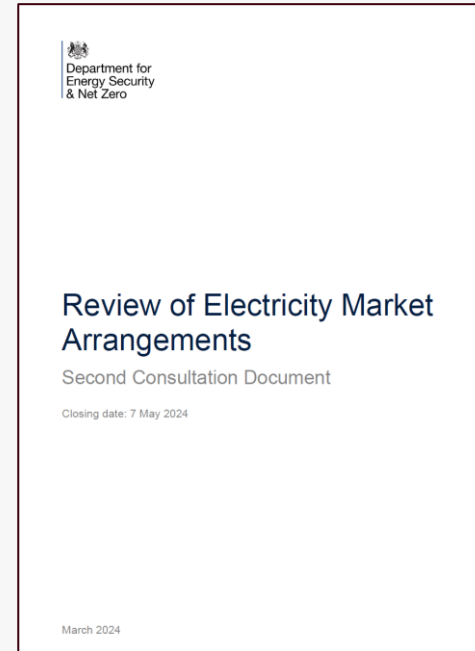 Department for
Energy Security
& Net Zero
Review of Electricity Market
Arrangements
Second Consultation Document
Closing date: 7 May 2024
March 2024